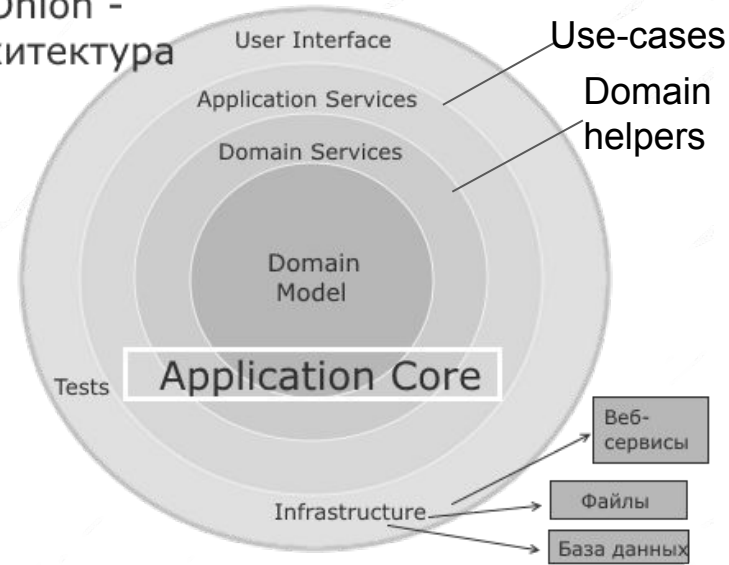 Onion -
User Interface
Use-cases
Application Services
Domain
helpers
Domain Services
Domain
Model
Application Core
Tests
Веб-
сервисы
Infrastructure
Файлы
База данных